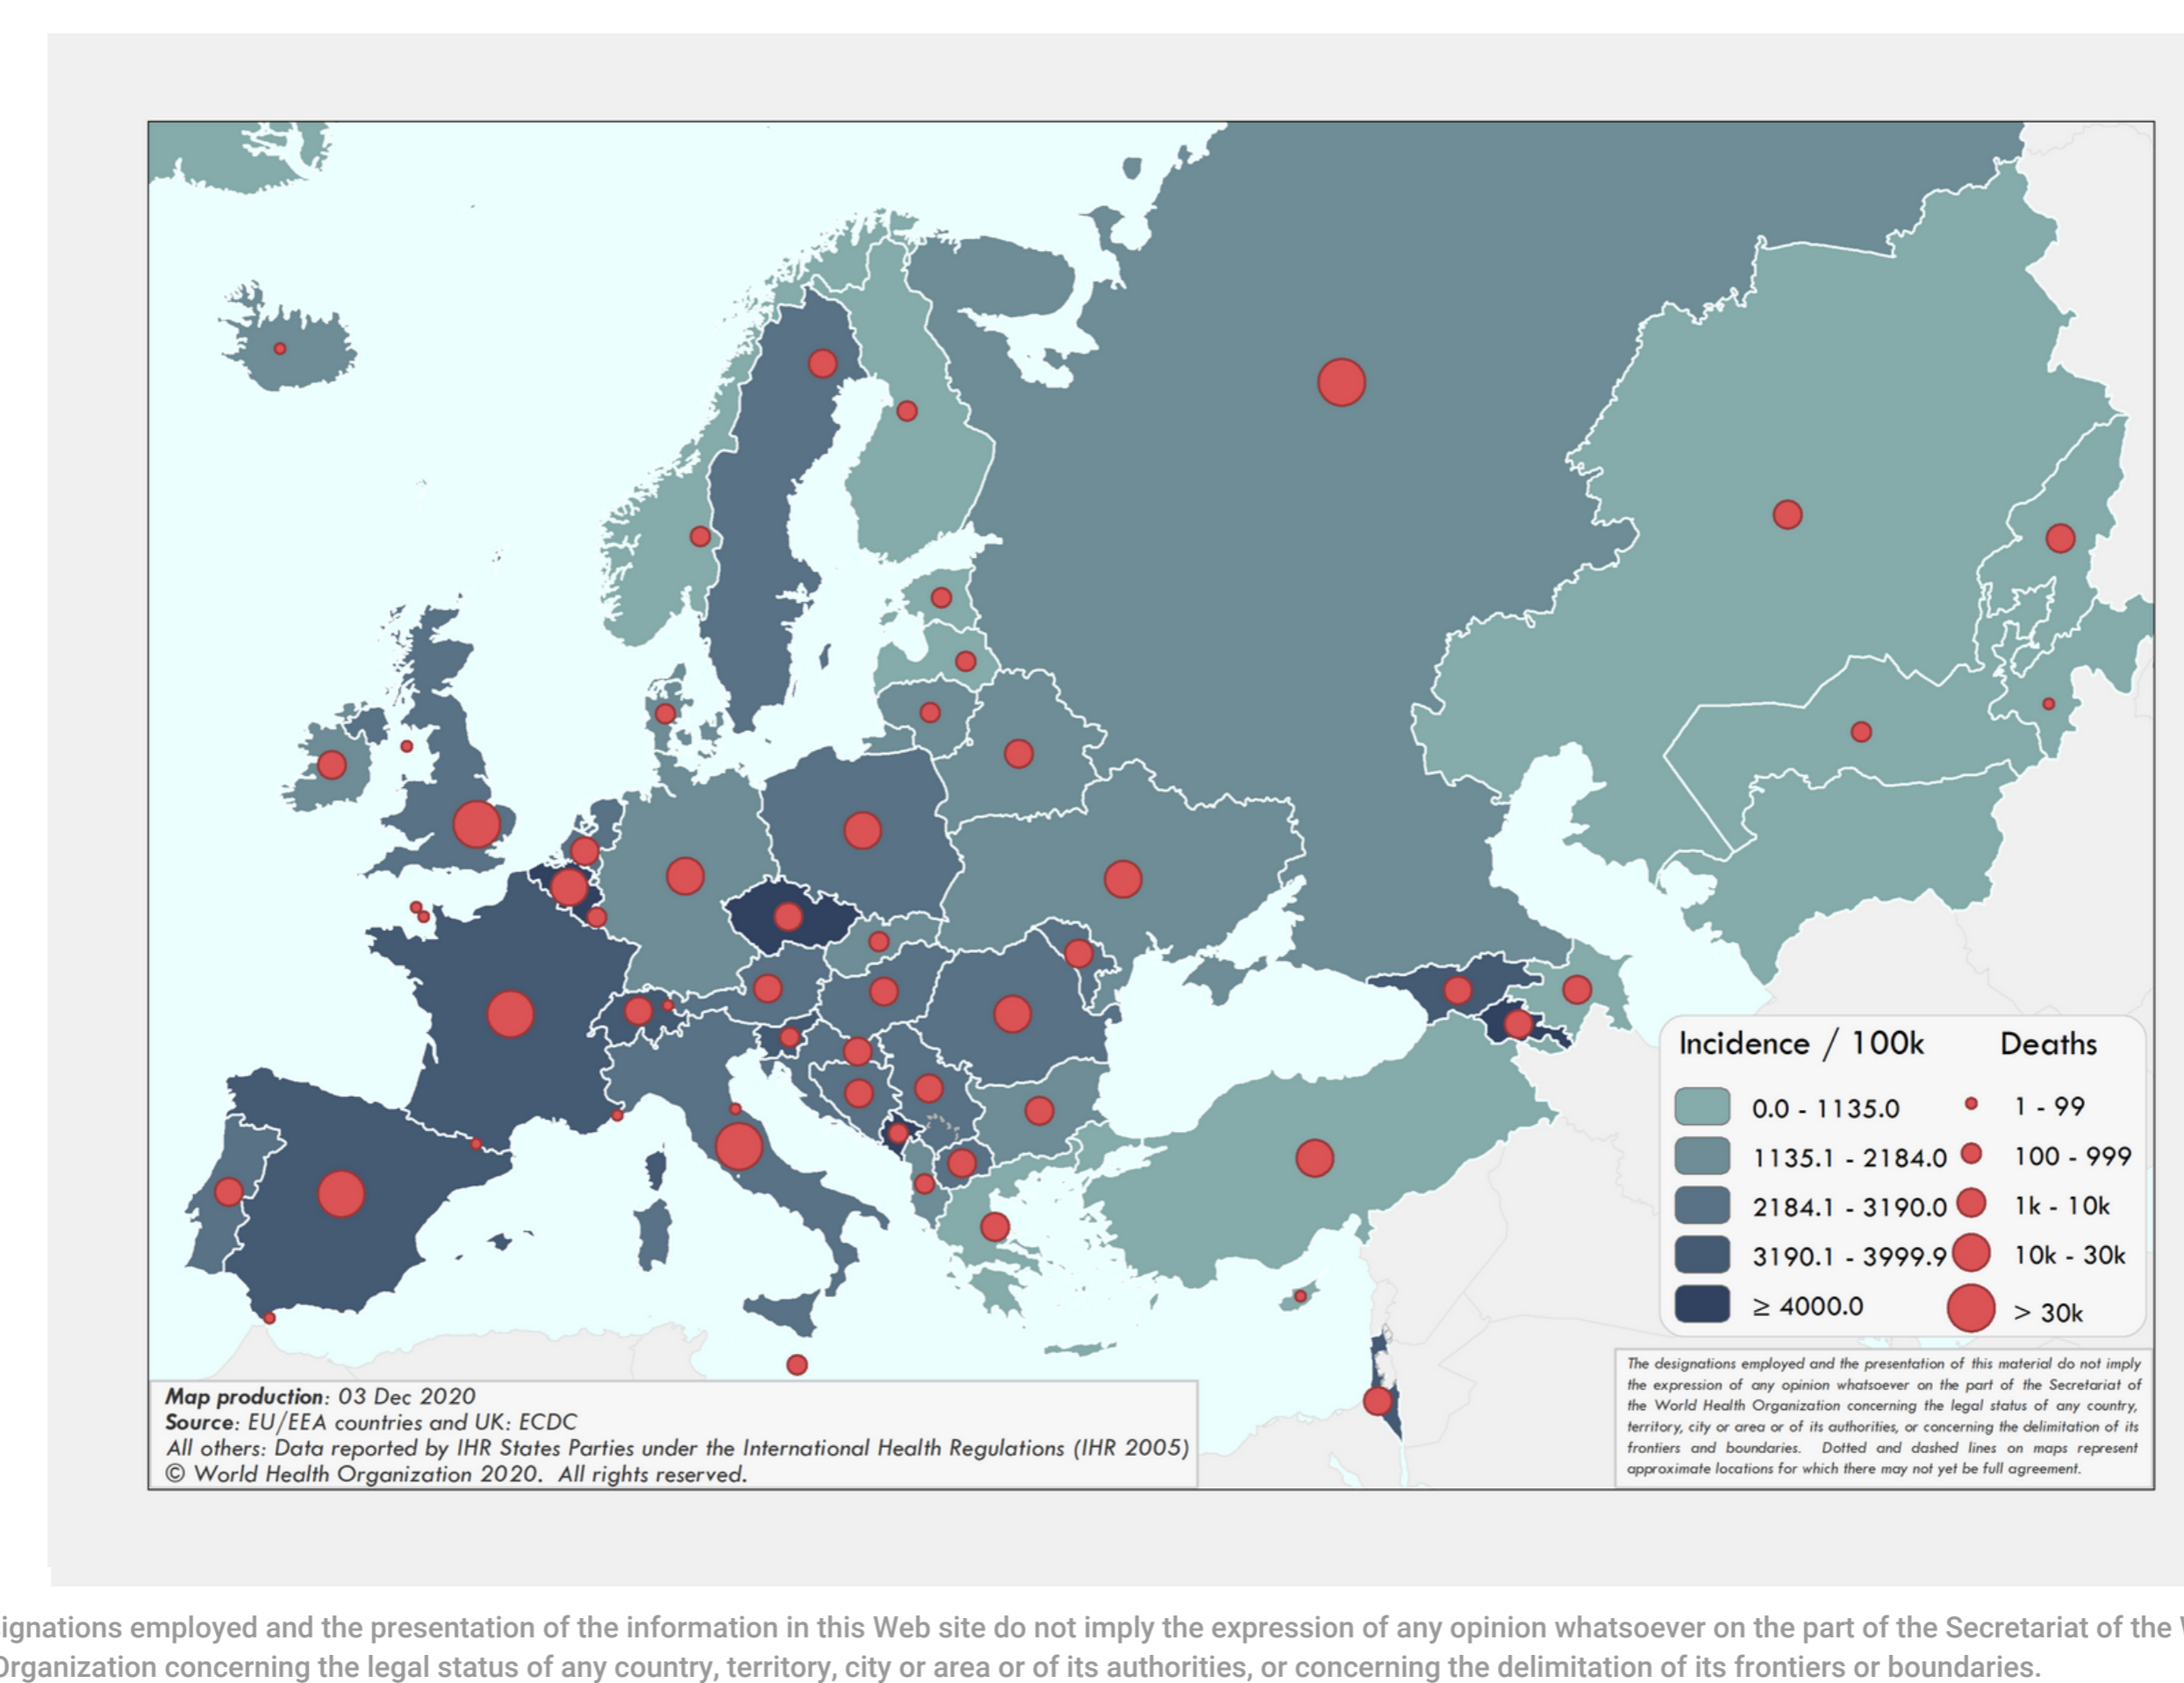 Incidence / 100k Deaths
0.0 - 1135.0 1 - 99
1135.1 - 2184.0 100 - 999
2184.1 - 3190.0 1k - 10k
3190.1 - 3999.9 10k - 30k
≥ 4000.0 > 30k
The designations employed and the presentation of this material do not imply
the expression of any opinion whatsoever on the part of the Secretariat of
the World Health Organization concerning the legal status of any country,
territory, city or area or of its authorities, or concerning the delimitation of its
frontiers and boundaries. Dotted and dashed lines on maps represent
approximate locations for which there may not yet be full agreement.
Map production: 03 Dec 2020
Source: EU/EEA countries and UK: ECDC
All others: Data reported by IHR States Parties under the International Health Regulations (IHR 2005)
© World Health Organization 2020. All rights reserved.
ignations employed and the presentation of the information in this Web site do not imply the expression of any opinion whatsoever on the part of the Secretariat of the
Organization concerning the legal status of any country, territory, city or area or of its authorities, or concerning the delimitation of its frontiers or boundaries.